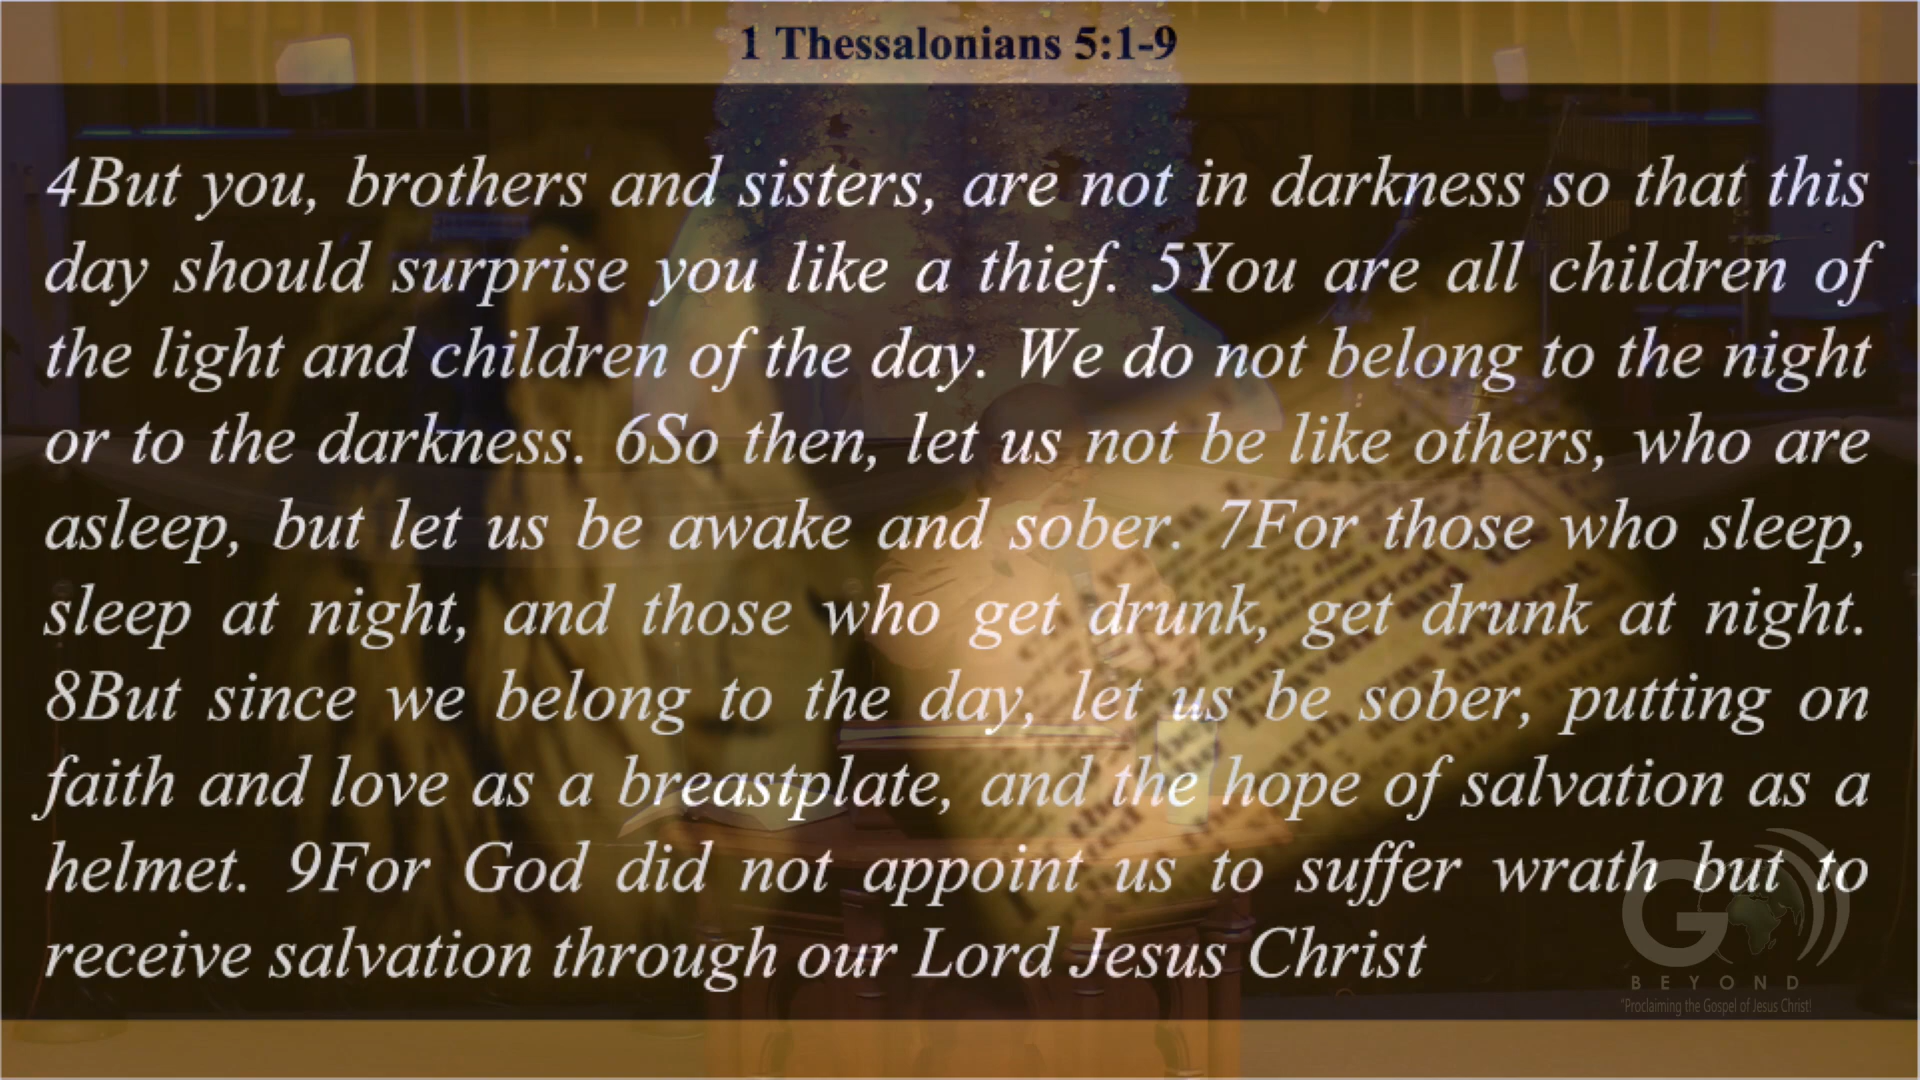 1 Thessalonians 5:1-9
4But you, brothers and sisters, are not in darkness so that this
day should surprise you like a thief. 5You are all children of
the light and children of the day. We do not belong to the night
or to the darkness. 6So then, let us not be like others, who are
asleep, but let us be awake and sober. 7For those who sleep,
sleep at night, and those who get drunk, get drunk at night.
8But since we belong to the day, let us be sober, putting on
faith and love as a breastplate, and the hope of salvation as a
helmet. 9For God did not appoint us to suffer wrath but to
receive salvation through our Lord Jesus Christ
GO
BEYOND
"Proclaiming the Gospel of Jesus Christ!